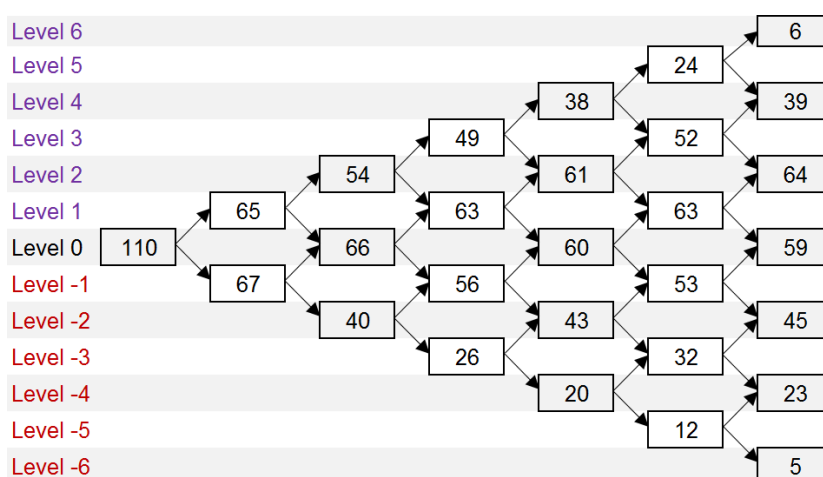 Level 6 6
Level 5 24
Level 4 38 39
Level 3 49 52
Level 2 54 61 64
Level 1 65 63 63
Level 0 110 66 60 59
Level -1 67 56 53
Level -2 40 43 45
Level -3 26 32
Level -4 20 23
Level -5 12
Level -6 5